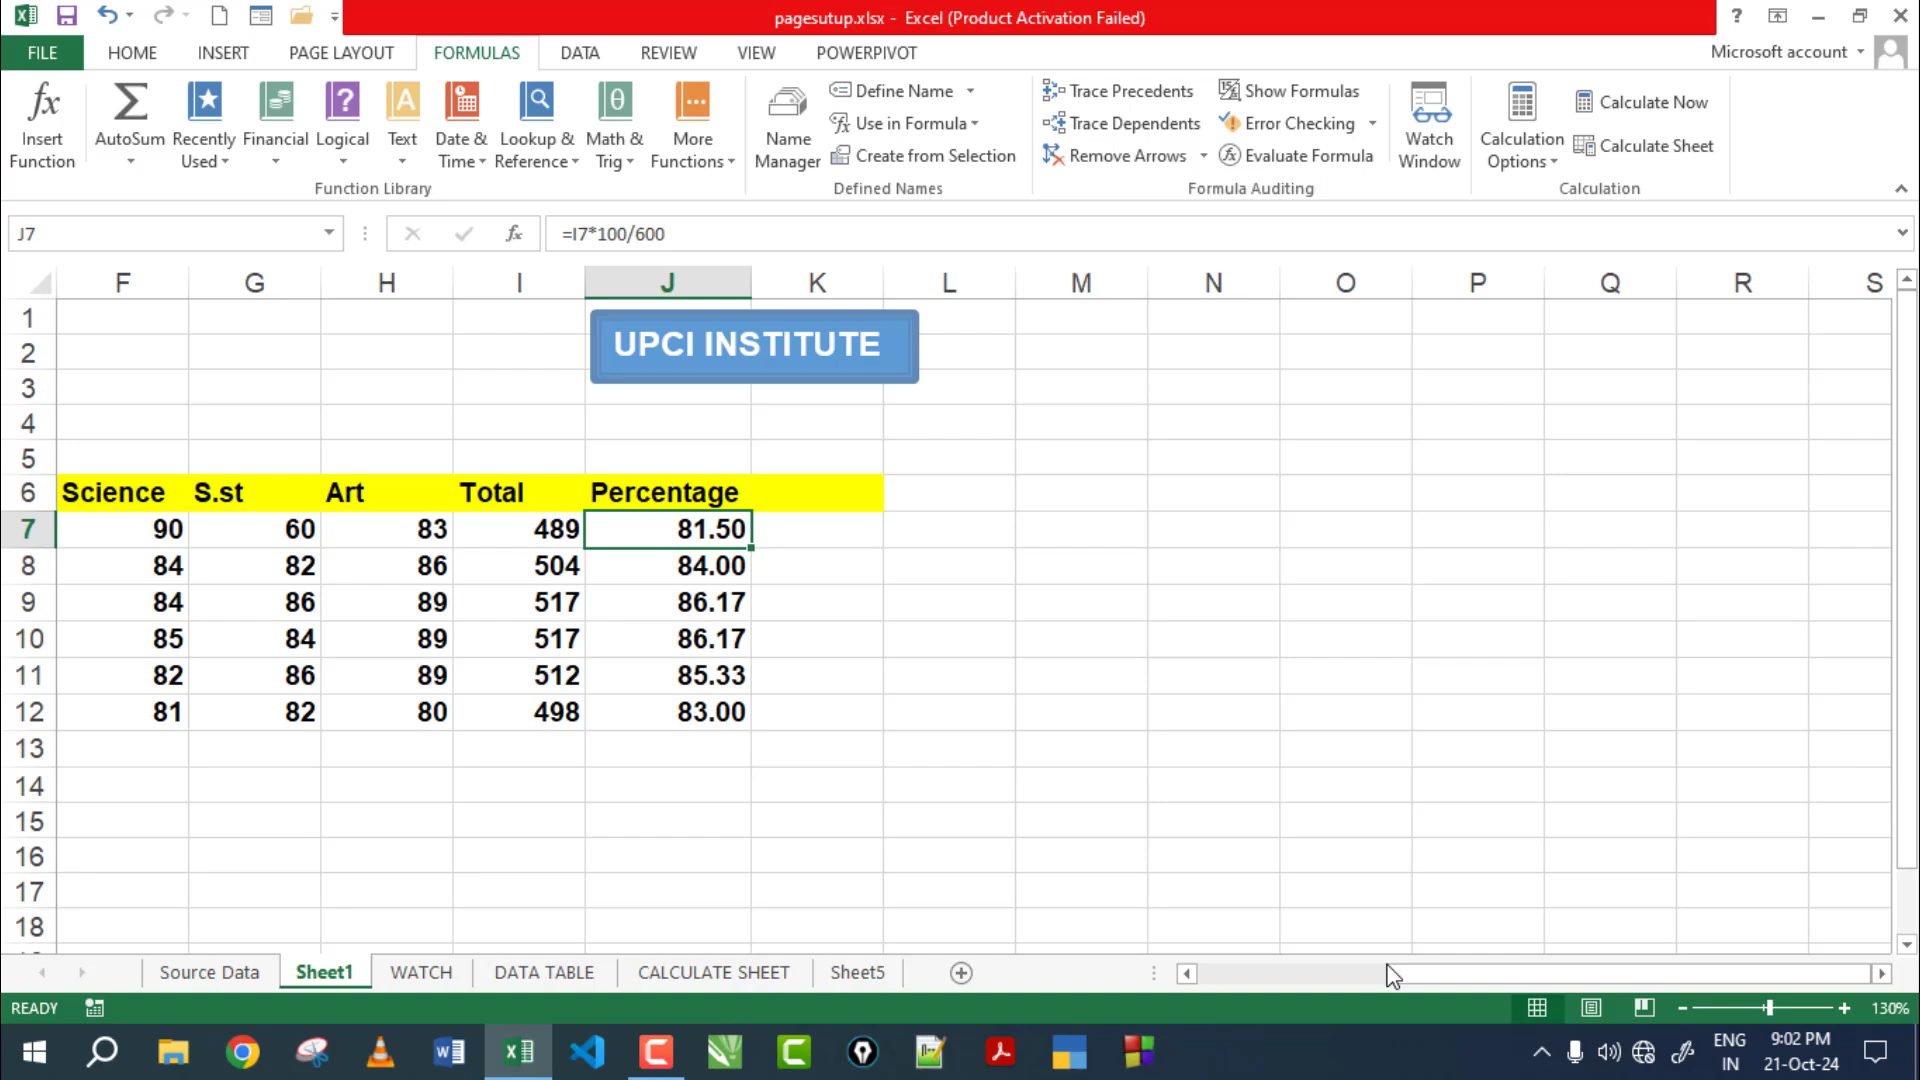 pagesutup.xlsx - Excel (Product Activation Failed)
?
FILE HOME INSERT PAGE LAYOUT FORMULAS DATA REVIEW VIEW POWERPIVOT Microsoft account
Insert Function
AutoSum
Recently Used
Financial
Logical
Text
Date & Time
Lookup & Reference
Math & Trig
More Functions
Function Library
Name Manager
Define Name
Use in Formula
Create from Selection
Defined Names
Trace Precedents
Trace Dependents
Remove Arrows
Show Formulas
Error Checking
Evaluate Formula
Formula Auditing
Watch Window
Calculation Options
Calculate Now
Calculate Sheet
Calculation
J7 fx =I7*100/600
F G H I J K L M N O P Q R S
1
UPCI INSTITUTE
2
3
4
5
6 Science S.st Art Total Percentage
7 90 60 83 489 81.50
8 84 82 86 504 84.00
9 84 86 89 517 86.17
10 85 84 89 517 86.17
11 82 86 89 512 85.33
12 81 82 80 498 83.00
13
14
15
16
17
18
Source Data Sheet1 WATCH DATA TABLE CALCULATE SHEET Sheet5
READY 130%
ENG 9:02 PM
IN 21-Oct-24